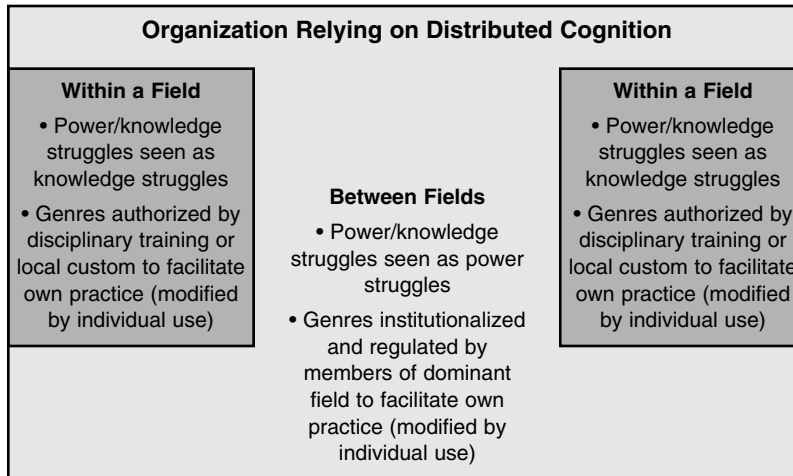 Organization Relying on Distributed Cognition
Within a Field
• Power/knowledge
struggles seen as
knowledge struggles
• Genres authorized by
disciplinary training or
local custom to facilitate
own practice (modified
by individual use)
Between Fields
• Power/knowledge
struggles seen as power
struggles
• Genres institutionalized
and regulated by
members of dominant
field to facilitate own
practice (modified by
individual use)
Within a Field
• Power/knowledge
struggles seen as
knowledge struggles
• Genres authorized by
disciplinary training or
local custom to facilitate
own practice (modified
by individual use)